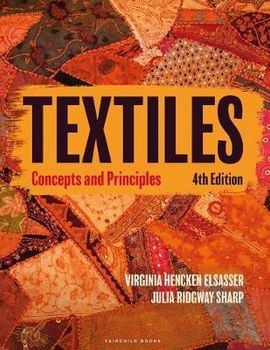 TEXTILES
Concepts and Principles 4th Edition
VIRGINIA HENCKEN ELSASSER
JULIA RIDGWAY SHARP
FAIRCHILD BOOKS